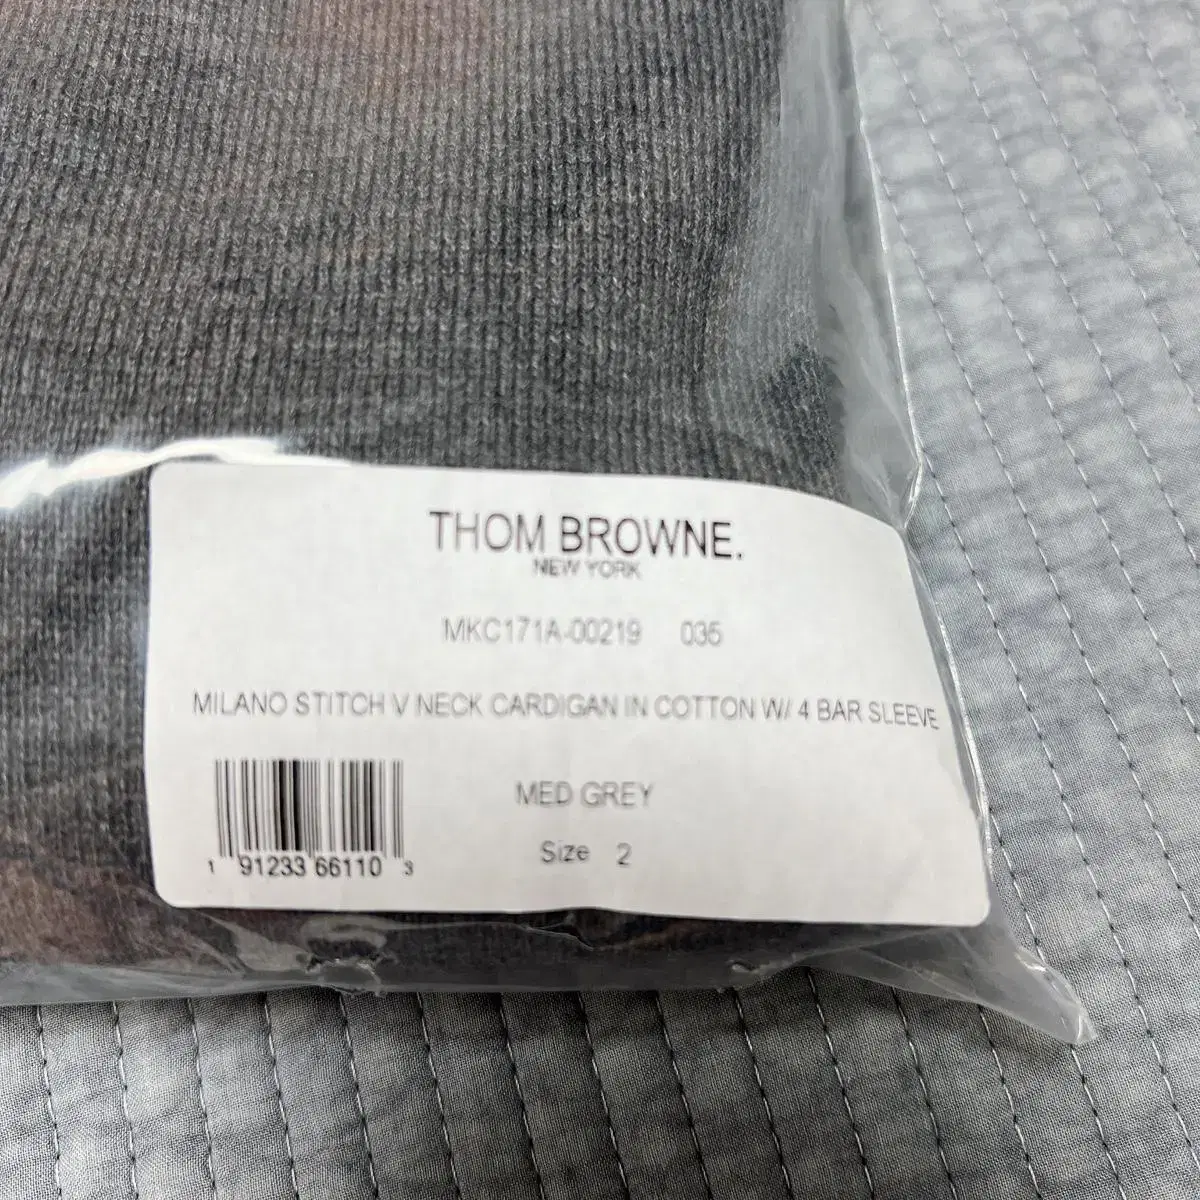 THOM BROWNE.
NEW YORK
MKC171A-00219 035
MILANO STITCH V NECK CARDIGAN IN COTTON W/ 4 BAR SLEEVE
MED GREY
Size 2
1 91233 66110 3